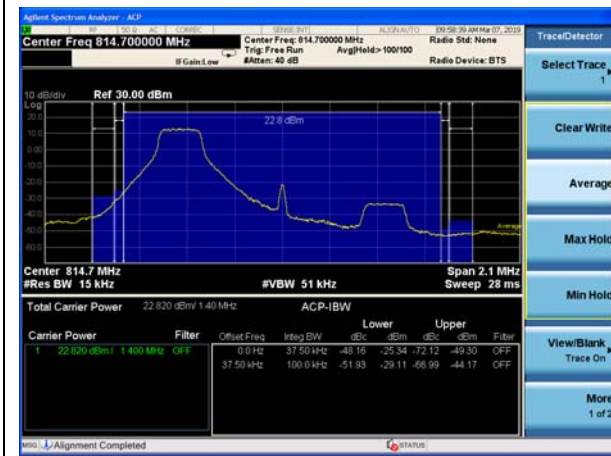 Agilent Spectrum Analyzer - ACP
RF 50 Ω AC CORREC SENSE:INT ALIGN AUTO 09:58:39 AM Mar 07, 2019
Center Freq 814.700000 MHz
Center Freq: 814.700000 MHz
Radio Std: None
Trig: Free Run Avg|Hold:> 100/100
IFGain:Low #Atten: 40 dB Radio Device: BTS
10 dB/div Ref 30.00 dBm
Log
20.0
10.0
0.00
-10.0
-20.0
-30.0
-40.0
-50.0
-60.0
22.8 dBm
Average
Center 814.7 MHz Span 2.1 MHz
#Res BW 15 kHz #VBW 51 kHz Sweep 28 ms
Total Carrier Power 22.820 dBm/ 1.40 MHz ACP-IBW
Lower Upper
Carrier Power Filter Offset Freq Integ BW dBc dBm dBc dBm Filter
1 22.820 dBm / 1.400 MHz OFF
0.0 Hz 37.50 kHz -48.16 -25.34 -72.12 -49.30 OFF
37.50 kHz 100.0 kHz -51.93 -29.11 -66.99 -44.17 OFF
MSG Alignment Completed STATUS
Trace/Detector
Select Trace
1
Clear Write
Average
Max Hold
Min Hold
View/Blank
Trace On
More
1 of 2